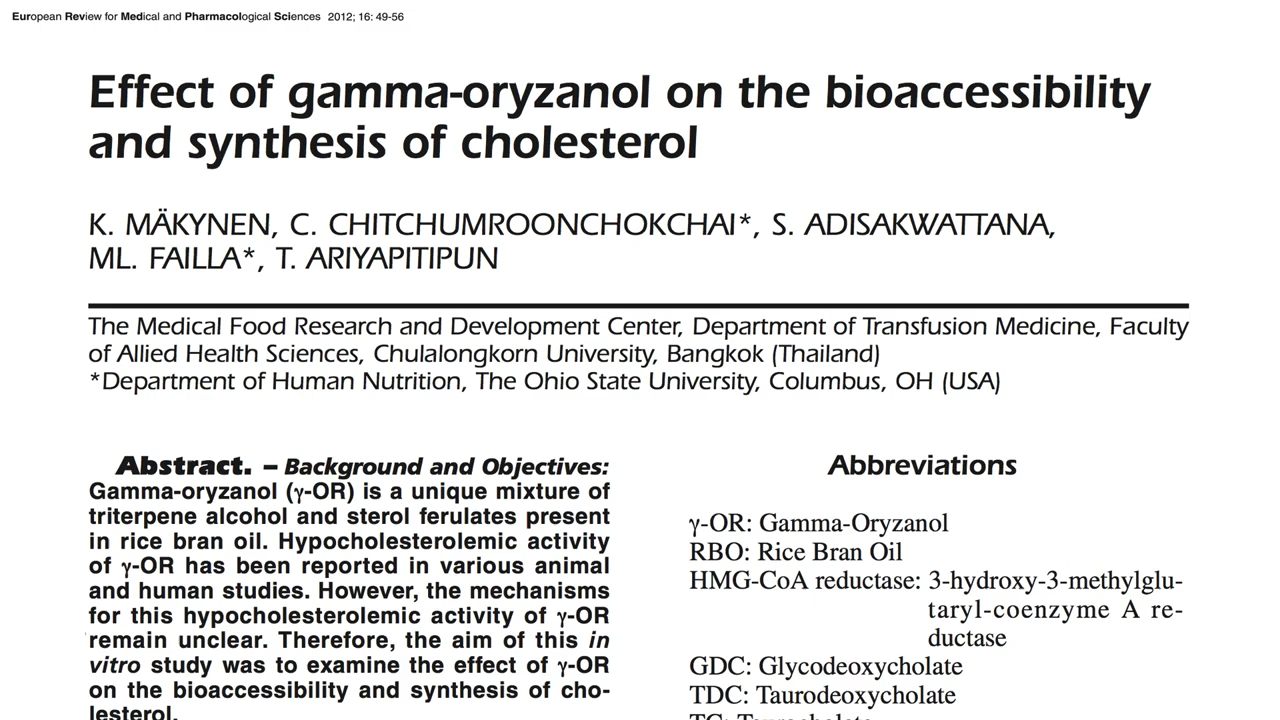 European Review for Medical and Pharmacological Sciences 2012; 16: 49-56
Effect of gamma-oryzanol on the bioaccessibility
and synthesis of cholesterol
K. MÄKYNEN, C. CHITCHUMROONCHOKCHAI*, S. ADISAKWATTANA,
ML. FAILLA*, T. ARIYAPITIPUN
The Medical Food Research and Development Center, Department of Transfusion Medicine, Faculty
of Allied Health Sciences, Chulalongkorn University, Bangkok (Thailand)
*Department of Human Nutrition, The Ohio State University, Columbus, OH (USA)
Abstract. – Background and Objectives:
Gamma-oryzanol (γ-OR) is a unique mixture of
triterpene alcohol and sterol ferulates present
in rice bran oil. Hypocholesterolemic activity
of γ-OR has been reported in various animal
and human studies. However, the mechanisms
for this hypocholesterolemic activity of γ-OR
remain unclear. Therefore, the aim of this in
vitro study was to examine the effect of γ-OR
on the bioaccessibility and synthesis of cho-
lesterol.
Abbreviations
γ-OR: Gamma-Oryzanol
RBO: Rice Bran Oil
HMG-CoA reductase: 3-hydroxy-3-methylglu-
taryl-coenzyme A re-
ductase
GDC: Glycodeoxycholate
TDC: Taurodeoxycholate
TC: Taurocholate